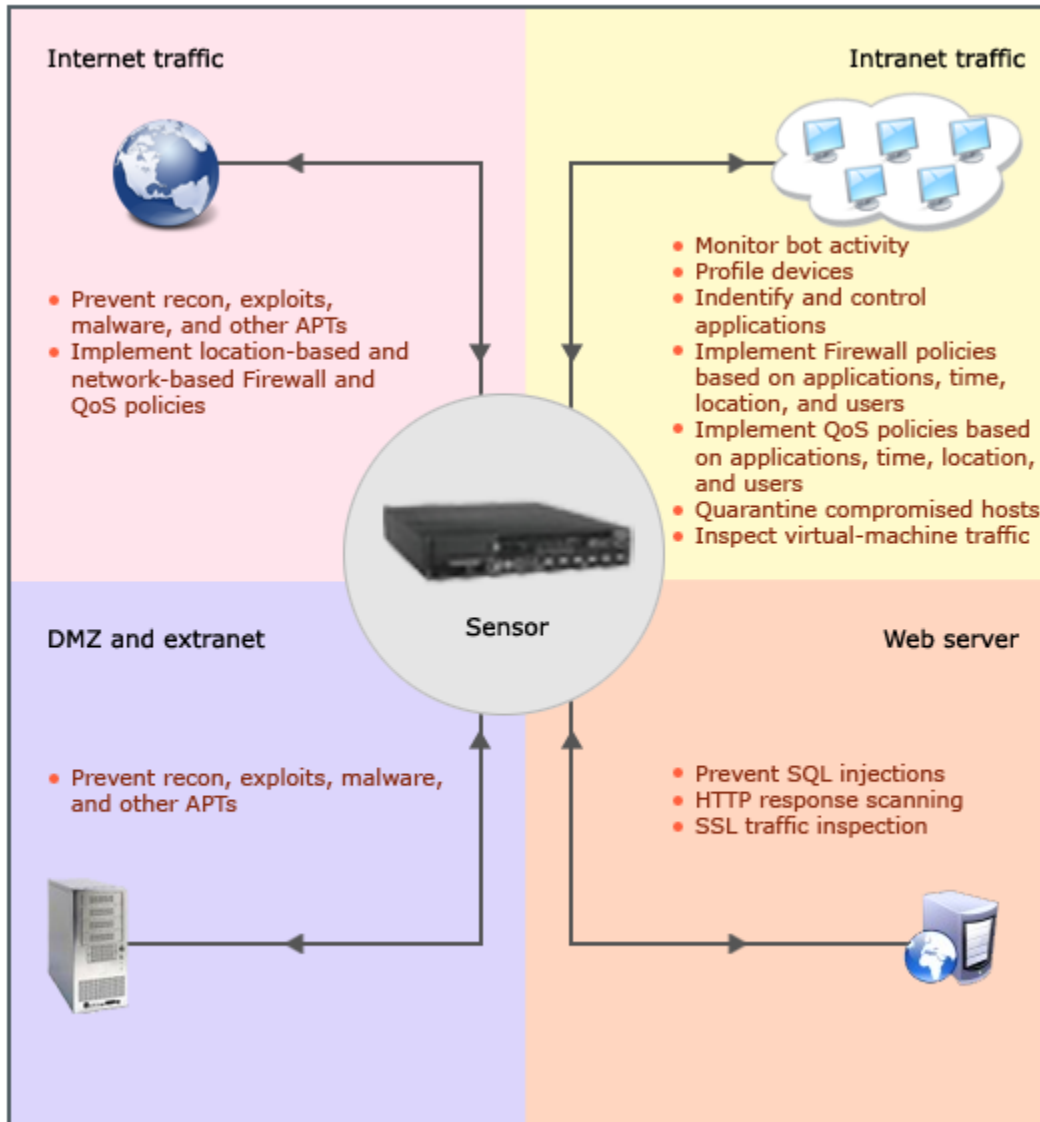 Internet traffic
Prevent recon, exploits,
malware, and other APTs
Implement location-based and
network-based Firewall and
QoS policies
Intranet traffic
Monitor bot activity
Profile devices
Indentify and control
applications
Implement Firewall policies
based on applications, time,
location, and users
Implement QoS policies based
on applications, time, location,
and users
Quarantine compromised hosts
Inspect virtual-machine traffic
Sensor
DMZ and extranet
Prevent recon, exploits, malware,
and other APTs
Web server
Prevent SQL injections
HTTP response scanning
SSL traffic inspection